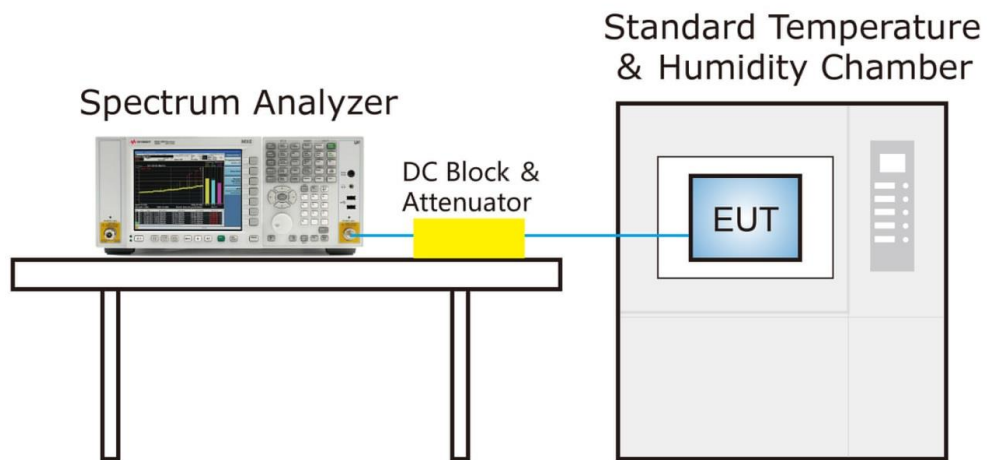 Standard Temperature
& Humidity Chamber
Spectrum Analyzer
DC Block &
Attenuator
EUT